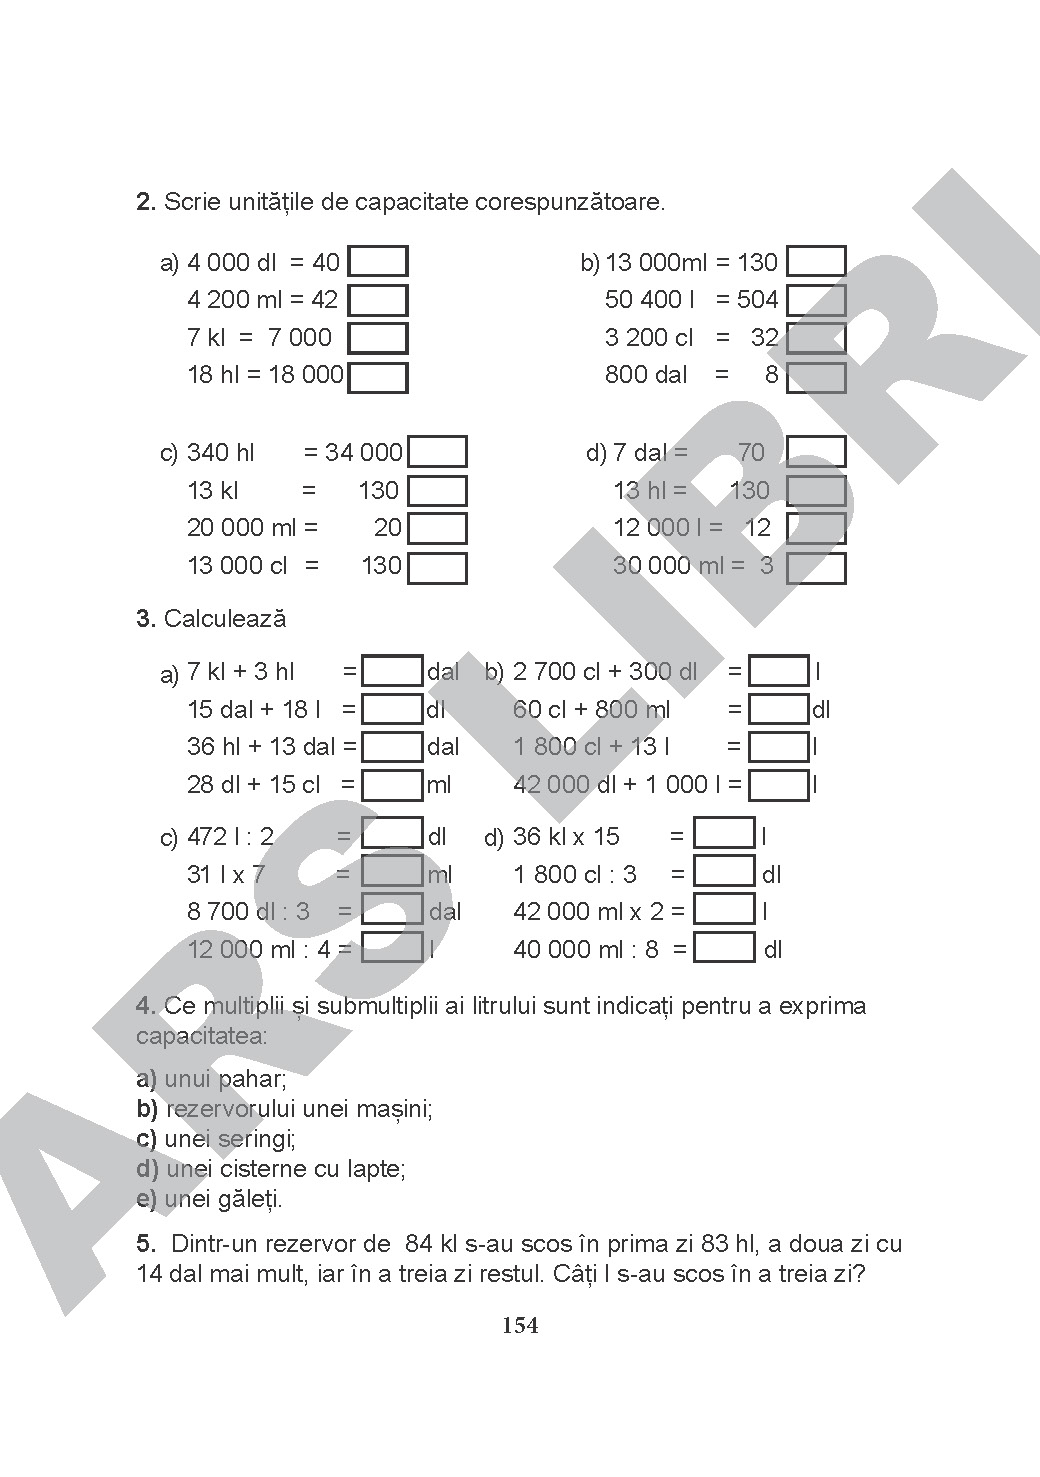 2. Scrie unitățile de capacitate corespunzătoare.
a) 4 000 dl = 40
4 200 ml = 42
7 kl = 7 000
18 hl = 18 000
b) 13 000ml = 130
50 400 l = 504
3 200 cl = 32
800 dal = 8
c) 340 hl = 34 000
13 kl = 130
20 000 ml = 20
13 000 cl = 130
d) 7 dal = 70
13 hl = 130
12 000 l = 12
30 000 ml = 3
3. Calculează
a) 7 kl + 3 hl = dal
15 dal + 18 l = dl
36 hl + 13 dal = dal
28 dl + 15 cl = ml
b) 2 700 cl + 300 dl = l
60 cl + 800 ml = dl
1 800 cl + 13 l = l
42 000 dl + 1 000 l = l
c) 472 l : 2 = dl
31 l x 7 = ml
8 700 dl : 3 = dal
12 000 ml : 4 = l
d) 36 kl x 15 = l
1 800 cl : 3 = dl
42 000 ml x 2 = l
40 000 ml : 8 = dl
4. Ce multiplii și submultiplii ai litrului sunt indicați pentru a exprima
capacitatea:
a) unui pahar;
b) rezervorului unei mașini;
c) unei seringi;
d) unei cisterne cu lapte;
e) unei găleți.
5. Dintr-un rezervor de 84 kl s-au scos în prima zi 83 hl, a doua zi cu
14 dal mai mult, iar în a treia zi restul. Câți l s-au scos în a treia zi?
154
ARS LIBRI